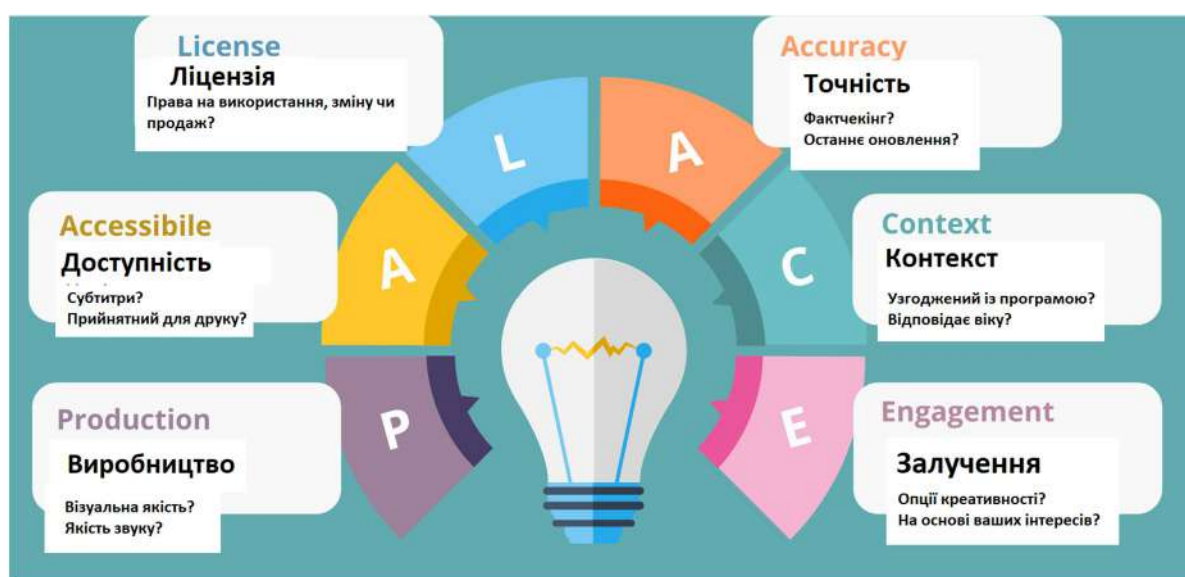 License
Ліцензія
Права на використання, зміну чи
продаж?
Accuracy
Точність
Фактчекінг?
Останнє оновлення?
Accessibile
Доступність
Субтитри?
Прийнятний для друку?
Context
Контекст
Узгоджений із програмою?
Відповідає віку?
Production
Виробництво
Візуальна якість?
Якість звуку?
Engagement
Залучення
Опції креативності?
На основі ваших інтересів?
P
A
L
A
C
E